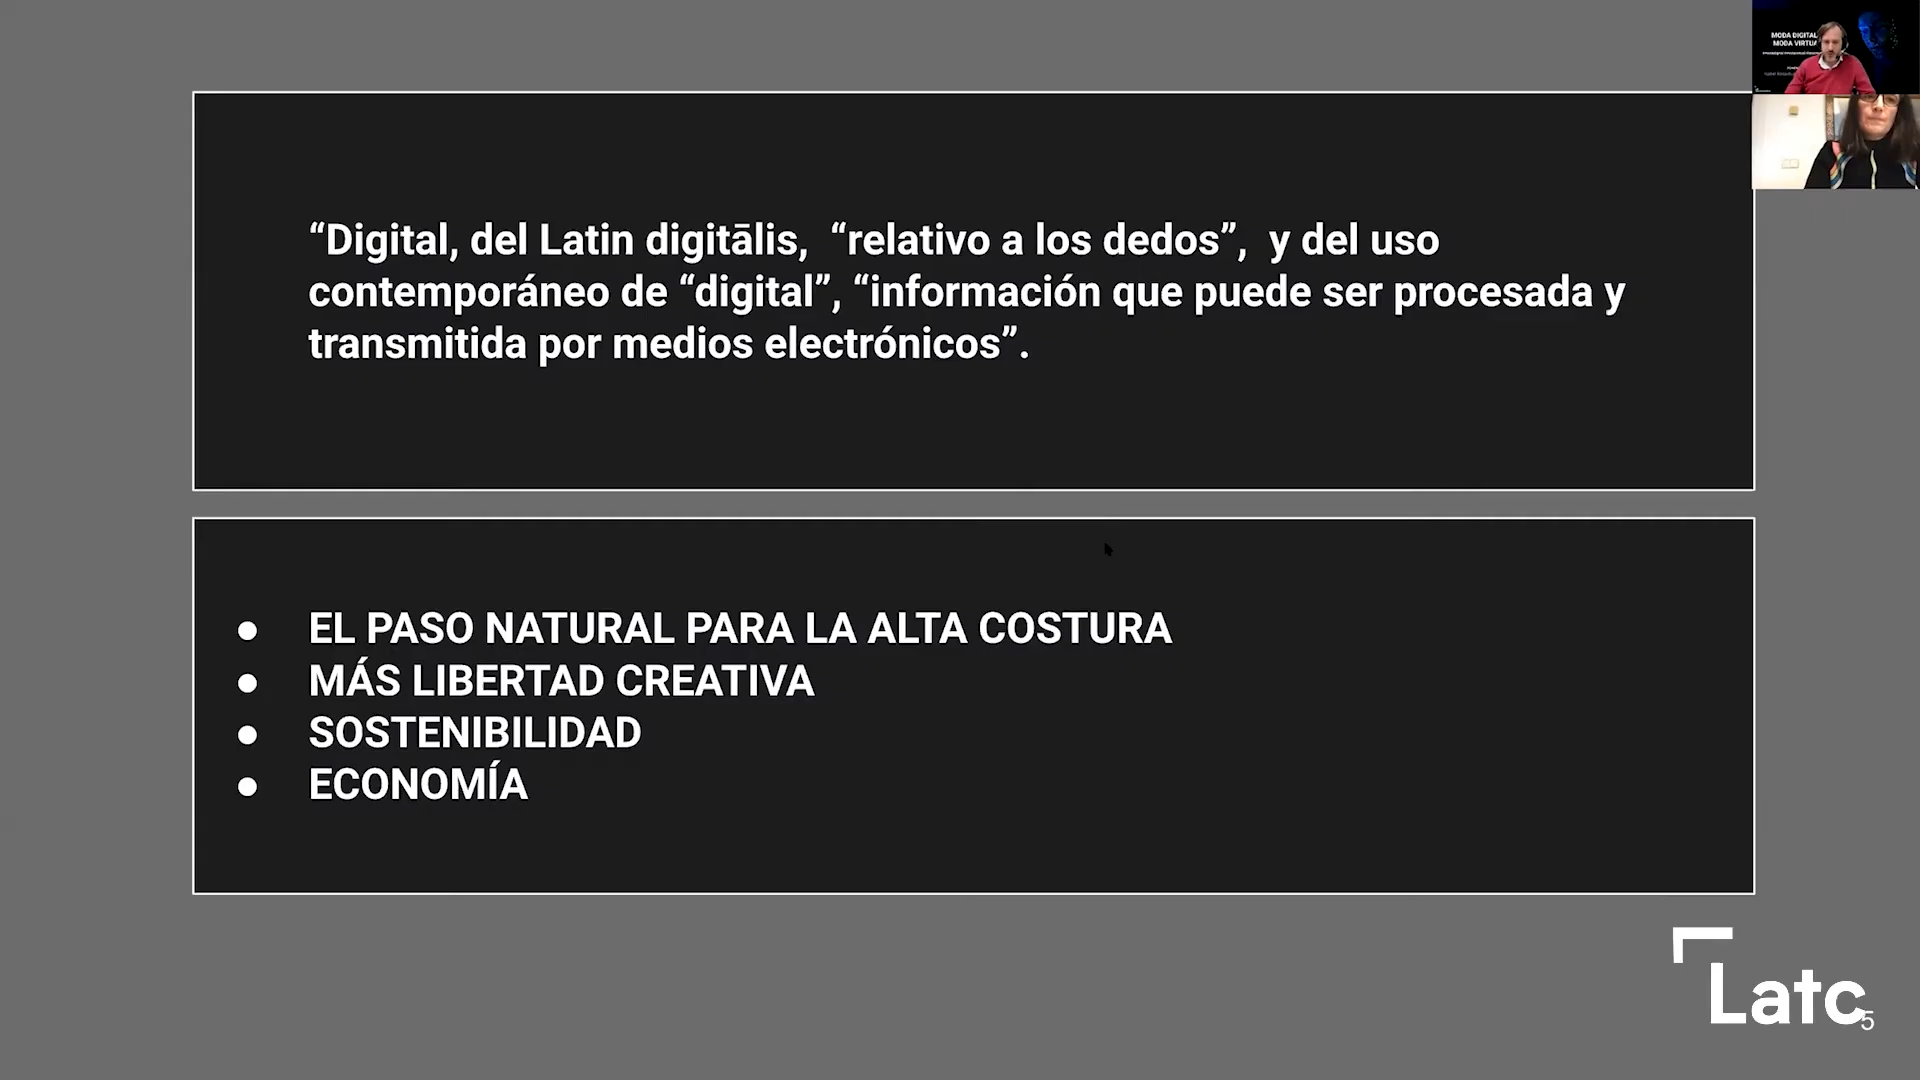 MODA DIGITAL
MODA VIRTUA
“Digital, del Latin digitālis,  “relativo a los dedos”,  y del uso
contemporáneo de “digital”, “información que puede ser procesada y
transmitida por medios electrónicos”.
● EL PASO NATURAL PARA LA ALTA COSTURA
● MÁS LIBERTAD CREATIVA
● SOSTENIBILIDAD
● ECONOMÍA
Latc
5